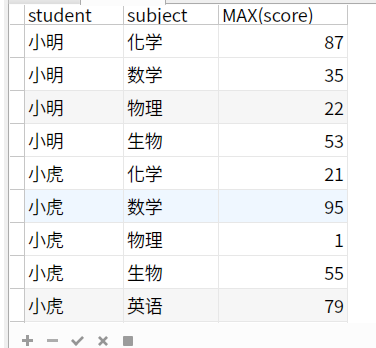 student subject MAX(score)
小明 化学 87
小明 数学 35
小明 物理 22
小明 生物 53
小虎 化学 21
小虎 数学 95
小虎 物理 1
小虎 生物 55
小虎 英语 79